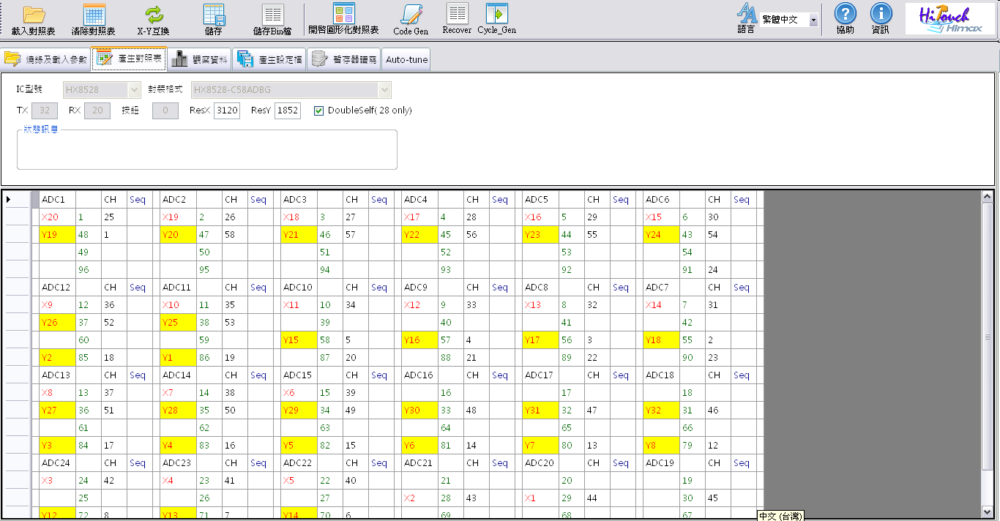 載入對照表 清除對照表 X-Y互換 儲存 儲存Bin檔 開啓圖形化對照表 Code Gen Recover Cycle_Gen 語言 繁體中文 協助 資訊 HiTouch Himax
燒錄及載入參數 產生對照表 觀察資料 產生設定檔 暫存器讀寫 Auto-tune
IC型號 HX8528 封裝格式 HX8528-C58ADBG
TX 32 RX 20 按鈕 0 ResX 3120 ResY 1852 DoubleSelf( 28 only)
狀態訊息
ADC1 CH Seq ADC2 CH Seq ADC3 CH Seq ADC4 CH Seq ADC5 CH Seq ADC6 CH Seq
X20 1 25 X19 2 26 X18 3 27 X17 4 28 X16 5 29 X15 6 30
Y19 48 1 Y20 47 58 Y21 46 57 Y22 45 56 Y23 44 55 Y24 43 54
49 50 51 52 53 54
96 95 94 93 92 91 24
ADC12 CH Seq ADC11 CH Seq ADC10 CH Seq ADC9 CH Seq ADC8 CH Seq ADC7 CH Seq
X9 12 36 X10 11 35 X11 10 34 X12 9 33 X13 8 32 X14 7 31
Y26 37 52 Y25 38 53 39 40 41 42
60 59 Y15 58 5 Y16 57 4 Y17 56 3 Y18 55 2
Y2 85 18 Y1 86 19 87 20 88 21 89 22 90 23
ADC13 CH Seq ADC14 CH Seq ADC15 CH Seq ADC16 CH Seq ADC17 CH Seq ADC18 CH Seq
X8 13 37 X7 14 38 X6 15 39 16 17 18
Y27 36 51 Y28 35 50 Y29 34 49 Y30 33 48 Y31 32 47 Y32 31 46
61 62 63 64 65 66
Y3 84 17 Y4 83 16 Y5 82 15 Y6 81 14 Y7 80 13 Y8 79 12
ADC24 CH Seq ADC23 CH Seq ADC22 CH Seq ADC21 CH Seq ADC20 CH Seq ADC19 CH Seq
X3 24 42 X4 23 41 X5 22 40 21 20 19
25 26 27 X2 28 43 X1 29 44 30 45
Y12 72 8 Y13 71 7 Y14 70 6 69 68 67
中文 (台灣)